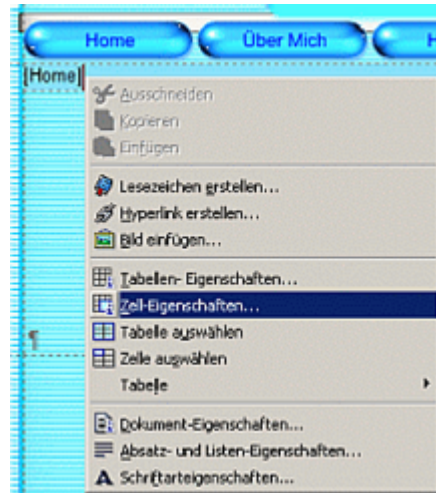 Home Über Mich H
[Home]
Ausschneiden
Kopieren
Einfügen
Lesezeichen erstellen...
Hyperlink erstellen...
Bild einfügen...
Tabellen- Eigenschaften...
Zell-Eigenschaften...
Tabelle auswählen
Zeile auswählen
Tabelle
¶
Dokument-Eigenschaften...
Absatz- und Listen-Eigenschaften...
Schriftarteigenschaften...